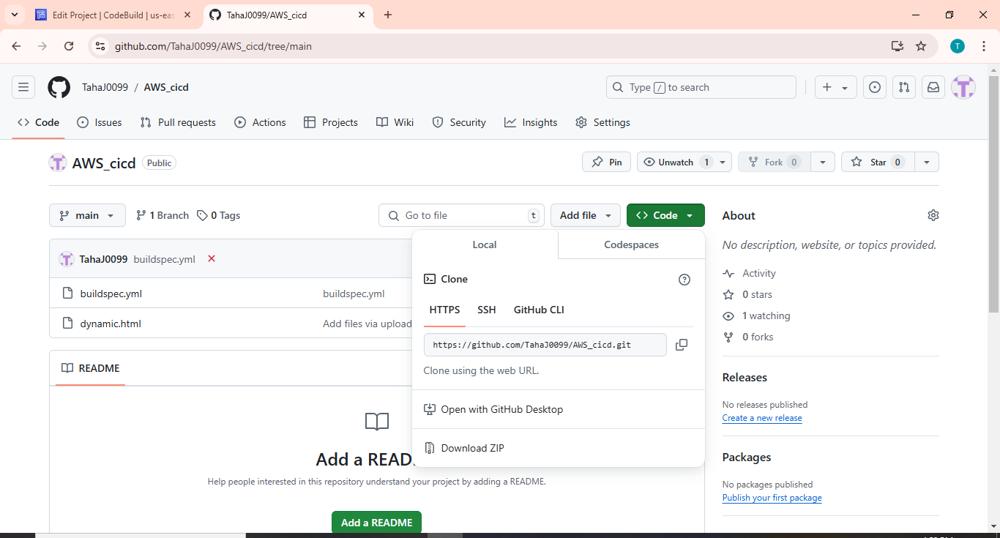 Edit Project | CodeBuild | us-eas
TahaJ0099/AWS_cicd
github.com/TahaJ0099/AWS_cicd/tree/main
T
TahaJ0099 / AWS_cicd
Type / to search
Code
Issues
Pull requests
Actions
Projects
Wiki
Security
Insights
Settings
AWS_cicd Public
Pin
Unwatch 1
Fork 0
Star 0
main
1 Branch
0 Tags
Go to file t
Add file
Code
Local
Codespaces
Clone
HTTPS
SSH
GitHub CLI
https://github.com/TahaJ0099/AWS_cicd.git
Clone using the web URL.
Open with GitHub Desktop
Download ZIP
TahaJ0099 buildspec.yml
buildspec.yml buildspec.yml
dynamic.html Add files via upload
README
Add a READ
Help people interested in this repository understand your project by adding a README.
Add a README
About
No description, website, or topics provided.
Activity
0 stars
1 watching
0 forks
Releases
No releases published
Create a new release
Packages
No packages published
Publish your first package